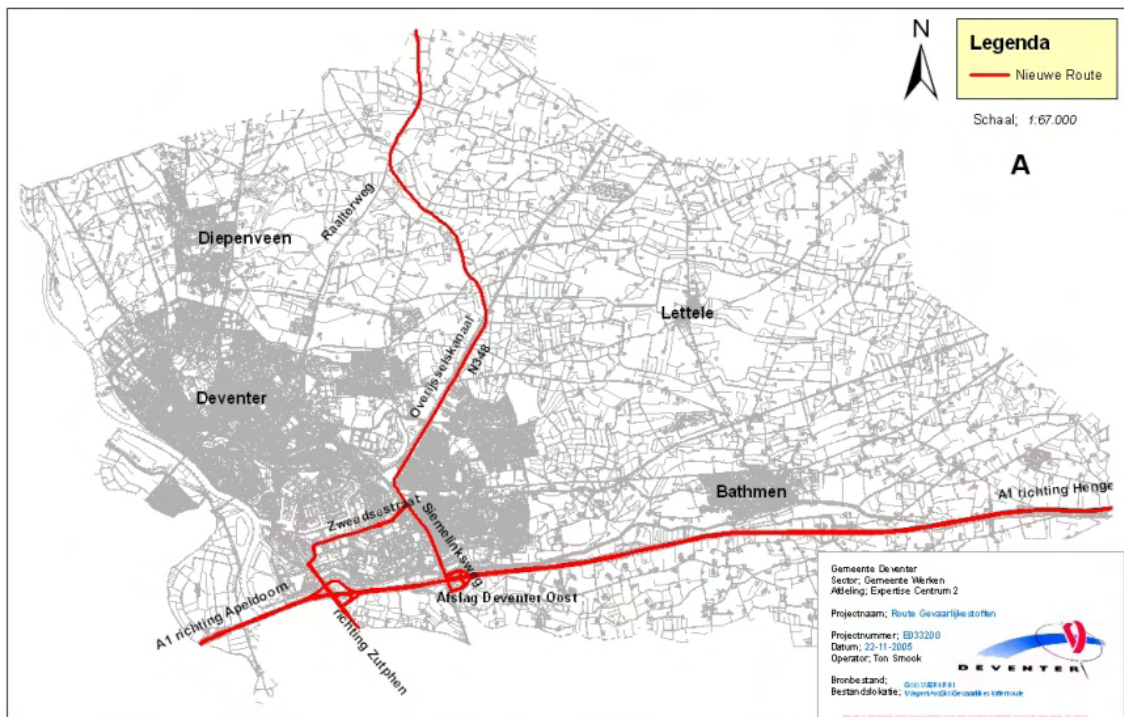 N
Legenda
Nieuwe Route
Schaal; 1:67.000
A
Diepenveen
Raalterweg
Lettele
Overijsselskanaal
N348
Deventer
Bathmen
A1 richting Henge
Zweedsestraat
Siemelinksweg
Afslag Deventer Oost
A1 richting Apeldoorn
richting Zutphen
Gemeente Deventer
Sector; Gemeente Werken
Afdeling; Expertise Centrum 2
Projectnaam; Route Gevaarlijkestoffen
Projectnummer; E033200
Datum; 22-11-2005
Operator; Ton Smook
DEVENTER
Bronbestand;
Bestandslokatie;